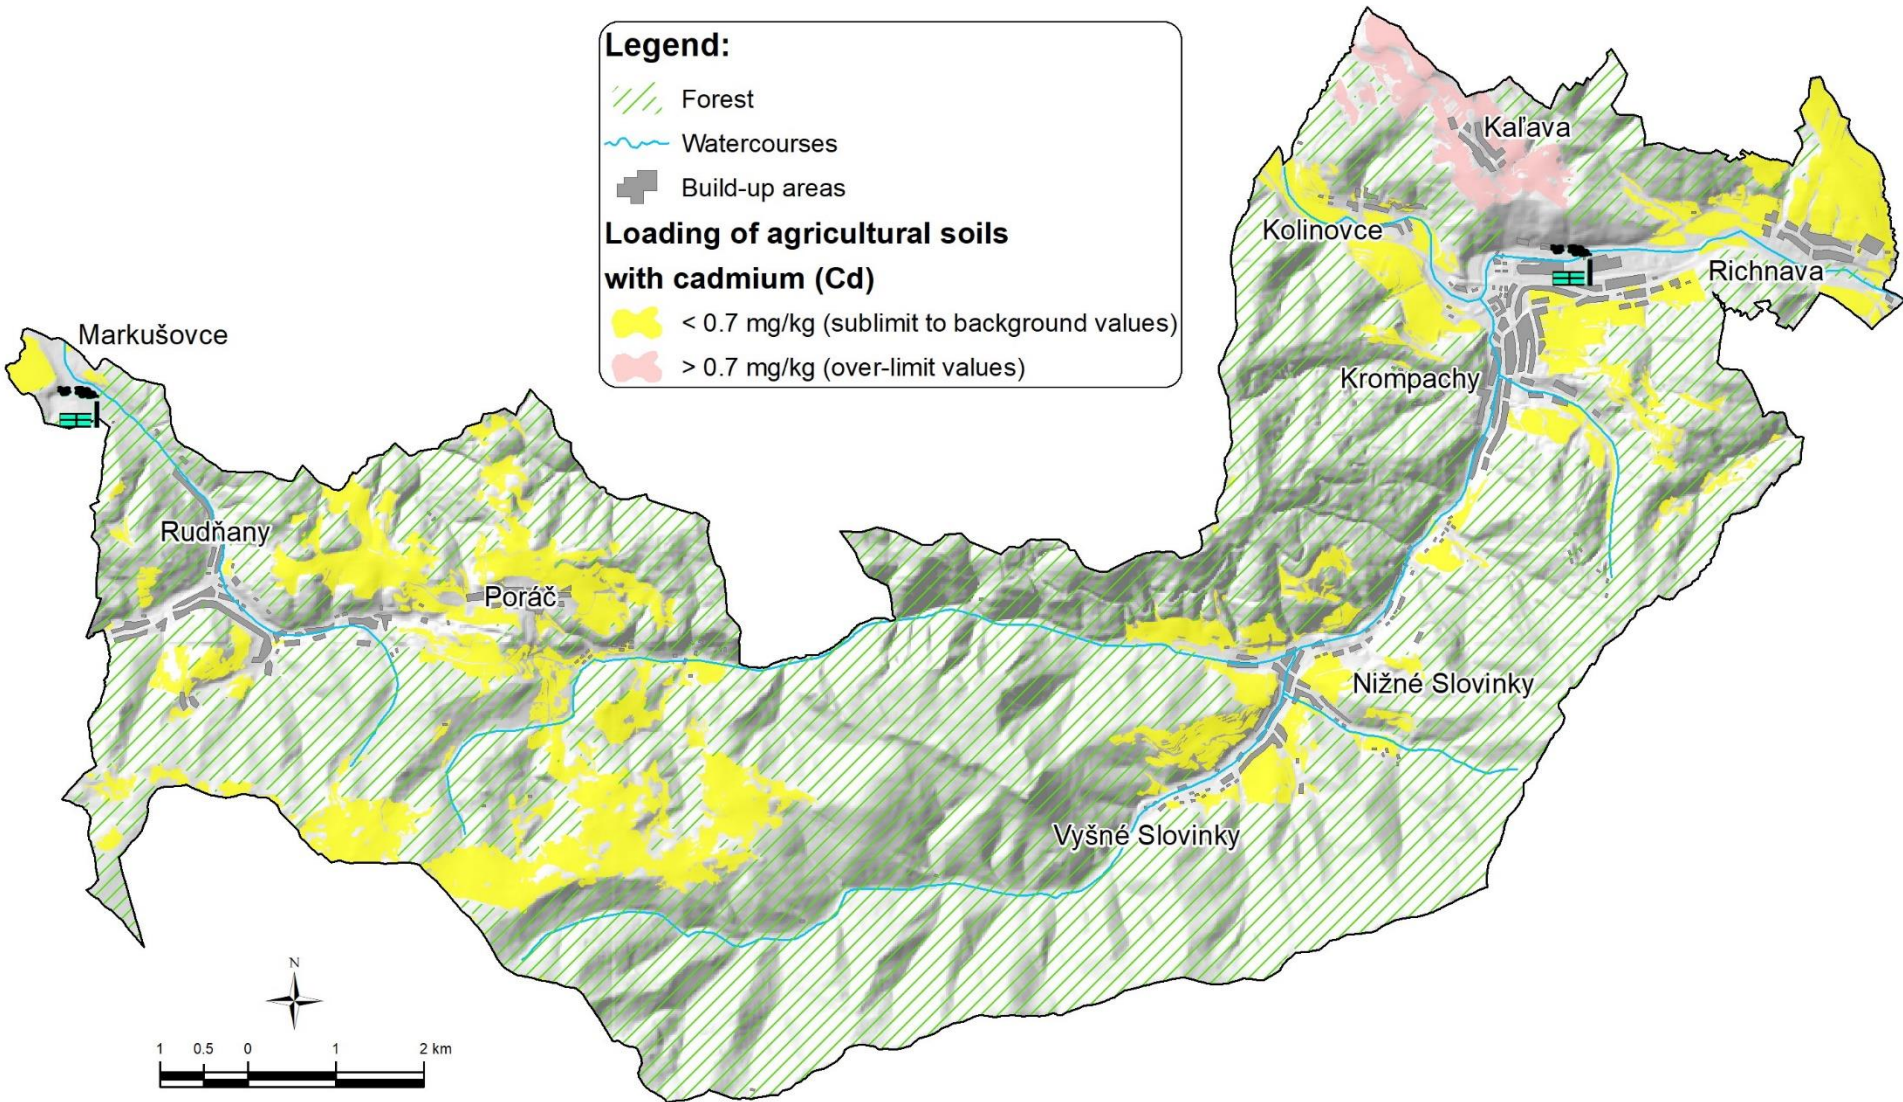 Legend:
Forest
Watercourses
Build-up areas
Loading of agricultural soils
with cadmium (Cd)
< 0.7 mg/kg (sublimit to background values)
> 0.7 mg/kg (over-limit values)
Kaľava
Kolinovce
Richnava
Markušovce
Krompachy
Rudňany
Poráč
Nižné Slovinky
Vyšné Slovinky
N
1 0.5 0 1 2 km